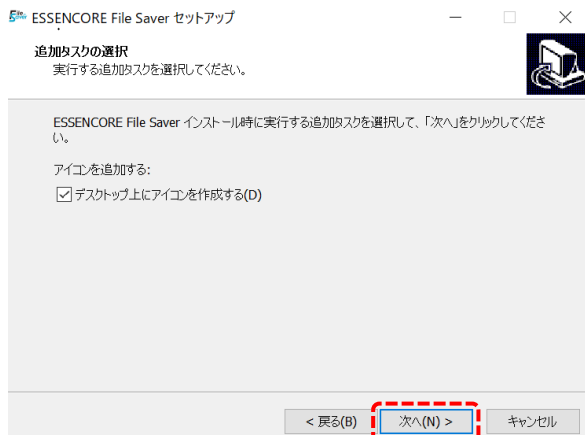 File Saver ESSENCORE File Saver セットアップ
追加タスクの選択
実行する追加タスクを選択してください。
ESSENCORE File Saver インストール時に実行する追加タスクを選択して、「次へ」をクリックしてくださ
い。
アイコンを追加する:
デスクトップ上にアイコンを作成する(D)
< 戻る(B) 次へ(N) > キャンセル